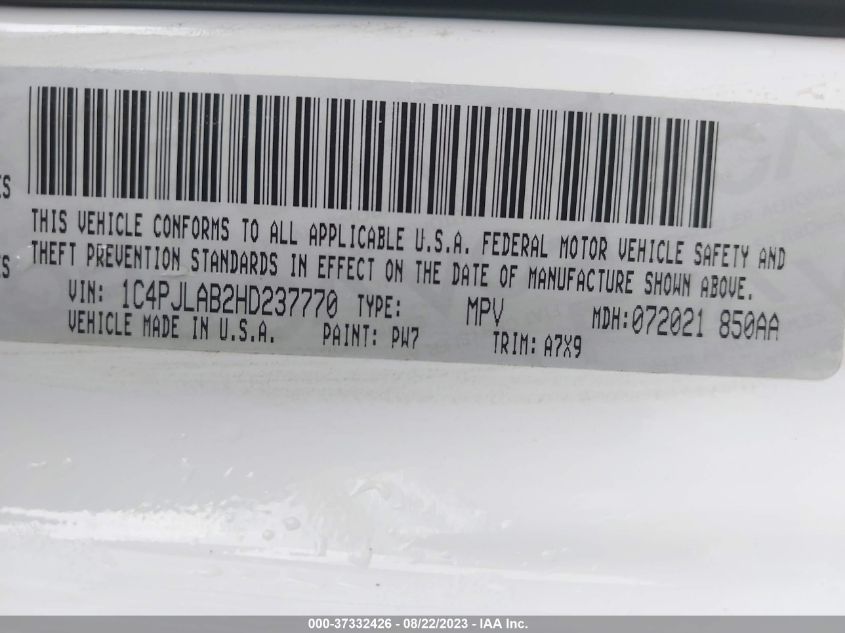 ES
THIS VEHICLE CONFORMS TO ALL APPLICABLE U.S.A. FEDERAL MOTOR VEHICLE SAFETY AND
ES
THEFT PREVENTION STANDARDS IN EFFECT ON THE DATE OF MANUFACTURE SHOWN ABOVE.
VIN: 1C4PJLAB2HD237770 TYPE: MPV MDH:072021 850AA
VEHICLE MADE IN U.S.A. PAINT: PW7 TRIM: A7X9
000-37332426 - 08/22/2023 - IAA Inc.